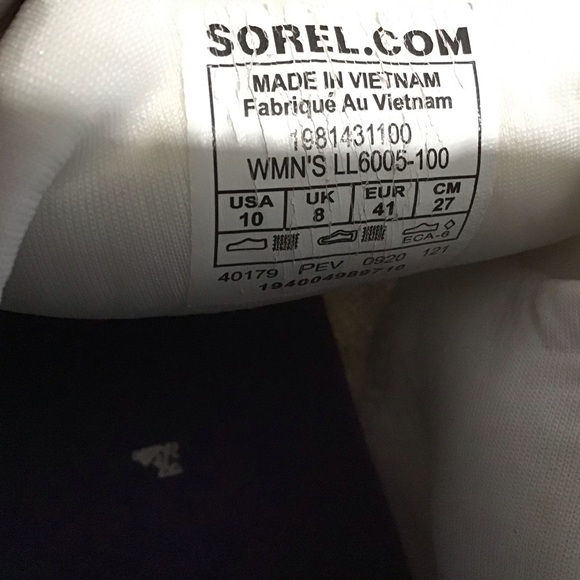 SOREL.COM
MADE IN VIETNAM
Fabriqué Au Vietnam
1981431100
WMN'S LL6005-100
USA UK EUR CM
10 8 41 27
ECA-6
40179 PEV 0920 121
194004989710